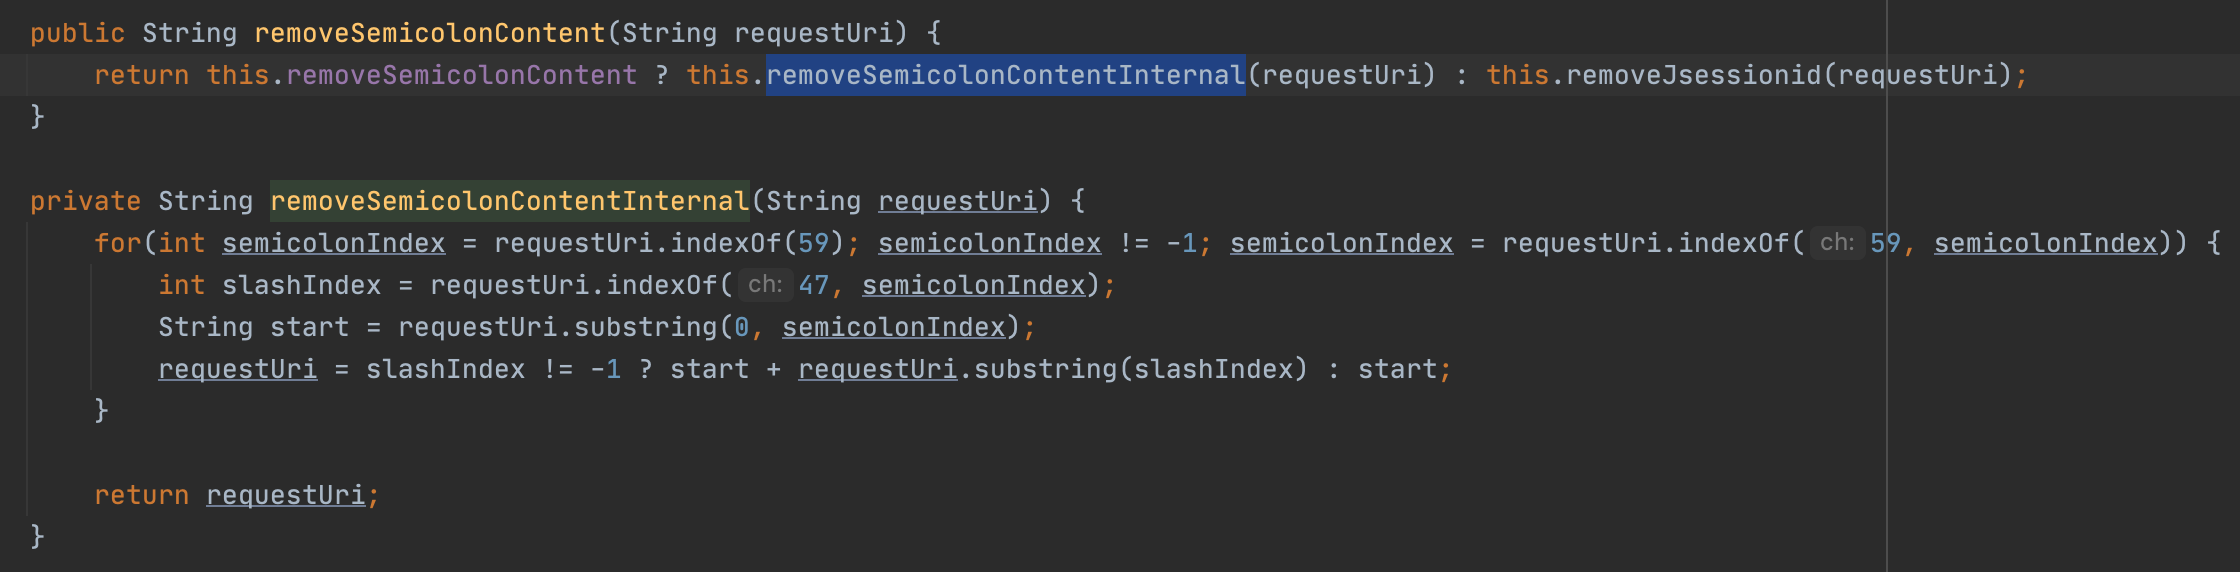 public String removeSemicolonContent(String requestUri) {
return this.removeSemicolonContent ? this.removeSemicolonContentInternal(requestUri) : this.removeJsessionid(requestUri);
}
private String removeSemicolonContentInternal(String requestUri) {
for(int semicolonIndex = requestUri.indexOf(59); semicolonIndex != -1; semicolonIndex = requestUri.indexOf( ch: 59, semicolonIndex)) {
int slashIndex = requestUri.indexOf( ch: 47, semicolonIndex);
String start = requestUri.substring(0, semicolonIndex);
requestUri = slashIndex != -1 ? start + requestUri.substring(slashIndex) : start;
}
return requestUri;
}